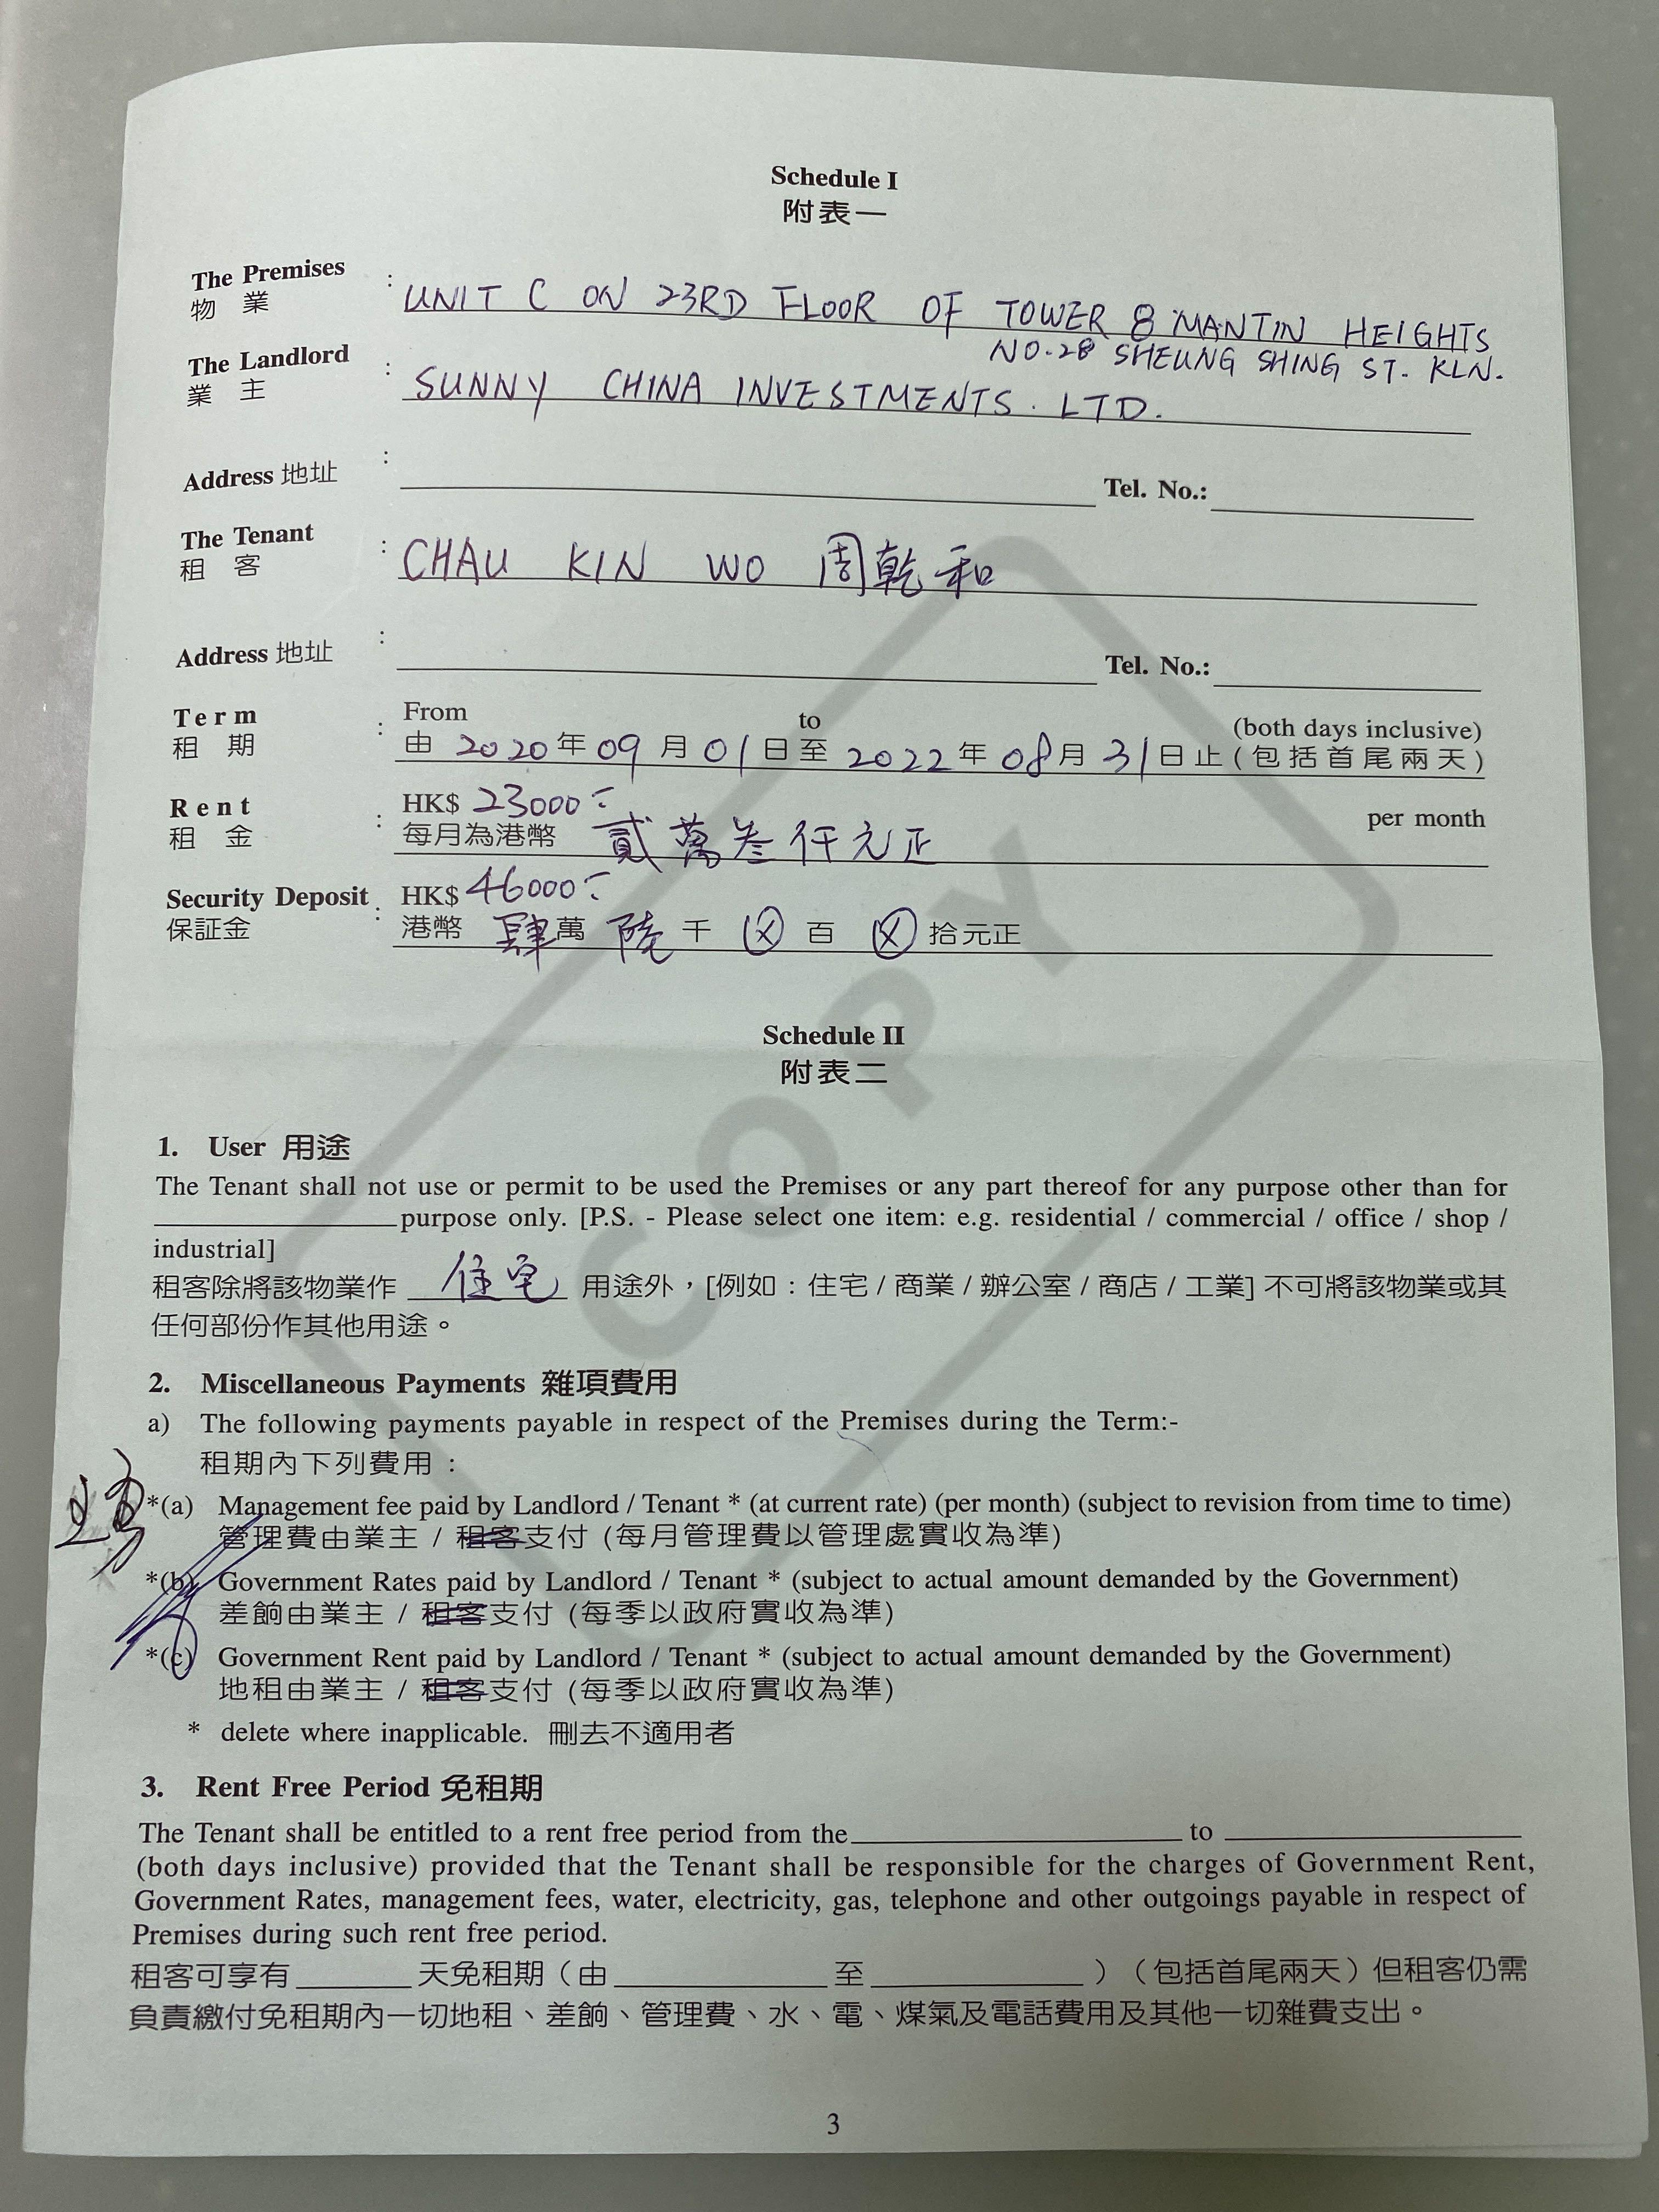 Schedule I
附表一
The Premises : UNIT C ON 23RD FLOOR OF TOWER 8 MANTIN HEIGHTS
物 業 NO.28 SHEUNG SHING ST. KLN.
The Landlord : SUNNY CHINA INVESTMENTS. LTD.
業 主
Address 地址 : Tel. No.:
The Tenant : CHAU KIN WO 周乾和
租 客
Address 地址 : Tel. No.:
Term : From to (both days inclusive)
租 期 由 2020 年 09 月 01 日至 2022 年 08 月 31 日止 (包括首尾兩天)
Rent : HK$ 23000 per month
租 金 每月為港幣 貳萬叁仟元正
Security Deposit : HK$ 46000
保証金 港幣 肆 萬 陸 千 百 拾元正
Schedule II
附表二
1. User 用途
The Tenant shall not use or permit to be used the Premises or any part thereof for any purpose other than for
purpose only. [P.S. - Please select one item: e.g. residential / commercial / office / shop /
industrial]
租客除將該物業作 住宅 用途外，[例如：住宅 / 商業 / 辦公室 / 商店 / 工業] 不可將該物業或其
任何部份作其他用途。
2. Miscellaneous Payments 雜項費用
a) The following payments payable in respect of the Premises during the Term:-
租期內下列費用：
*(a) Management fee paid by Landlord / Tenant * (at current rate) (per month) (subject to revision from time to time)
管理費由業主 / 租客支付 (每月管理費以管理處實收為準)
*(b) Government Rates paid by Landlord / Tenant * (subject to actual amount demanded by the Government)
差餉由業主 / 租客支付 (每季以政府實收為準)
*(c) Government Rent paid by Landlord / Tenant * (subject to actual amount demanded by the Government)
地租由業主 / 租客支付 (每季以政府實收為準)
* delete where inapplicable. 刪去不適用者
3. Rent Free Period 免租期
The Tenant shall be entitled to a rent free period from the to
(both days inclusive) provided that the Tenant shall be responsible for the charges of Government Rent,
Government Rates, management fees, water, electricity, gas, telephone and other outgoings payable in respect of
Premises during such rent free period.
租客可享有 天免租期（由 至 ）（包括首尾兩天）但租客仍需
負責繳付免租期內一切地租、差餉、管理費、水、電、煤氣及電話費用及其他一切雜費支出。
3
COPY